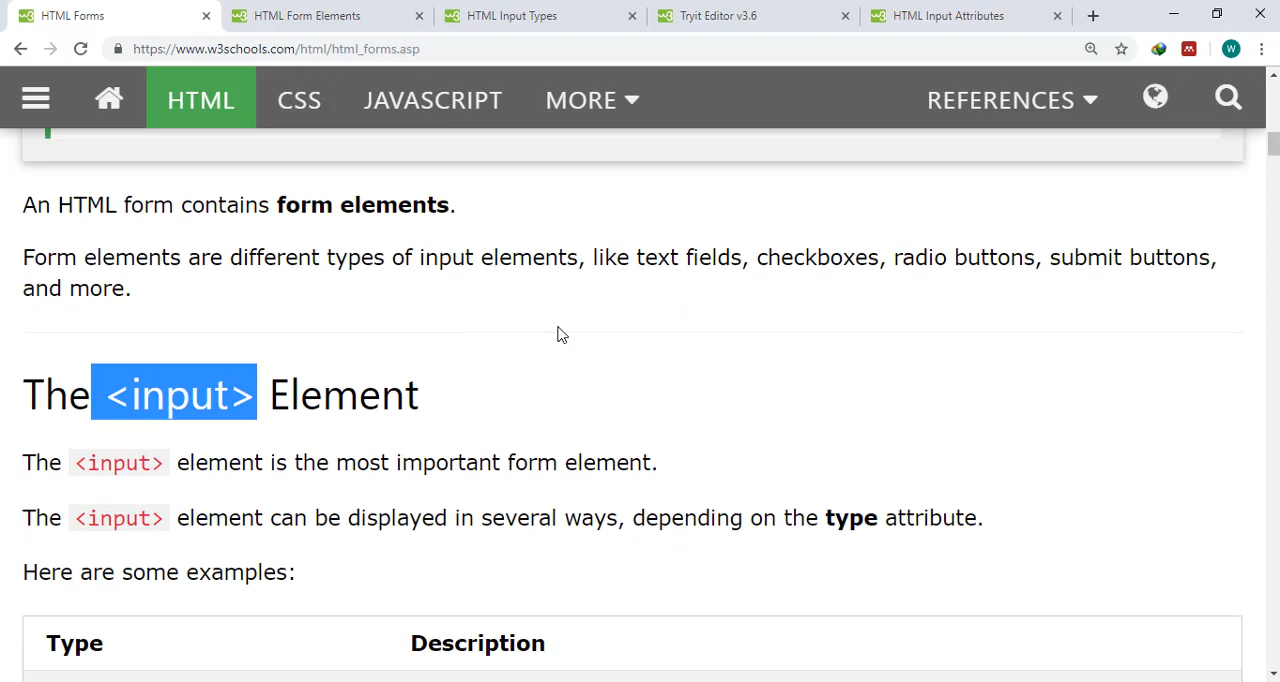 HTML Forms
HTML Form Elements
HTML Input Types
Tryit Editor v3.6
HTML Input Attributes
https://www.w3schools.com/html/html_forms.asp
W
HTML CSS JAVASCRIPT MORE REFERENCES
An HTML form contains form elements.
Form elements are different types of input elements, like text fields, checkboxes, radio buttons, submit buttons,
and more.
The <input> Element
The <input> element is the most important form element.
The <input> element can be displayed in several ways, depending on the type attribute.
Here are some examples:
Type Description